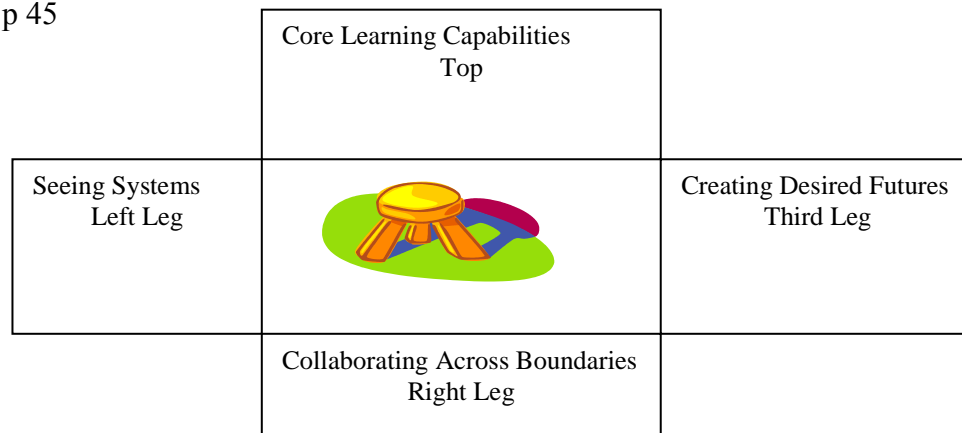 p 45
Core Learning Capabilities
Top
Seeing Systems
Left Leg
Creating Desired Futures
Third Leg
Collaborating Across Boundaries
Right Leg